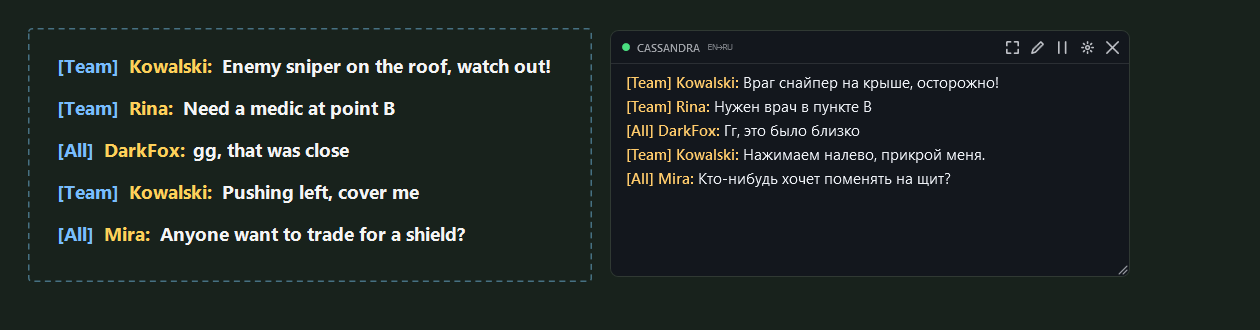 [Team] Kowalski: Enemy sniper on the roof, watch out!
[Team] Rina: Need a medic at point B
[All] DarkFox: gg, that was close
[Team] Kowalski: Pushing left, cover me
[All] Mira: Anyone want to trade for a shield?
CASSANDRA EN→RU
[Team] Kowalski: Враг снайпер на крыше, осторожно!
[Team] Rina: Нужен врач в пункте В
[All] DarkFox: Гг, это было близко
[Team] Kowalski: Нажимаем налево, прикрой меня.
[All] Mira: Кто-нибудь хочет поменять на щит?